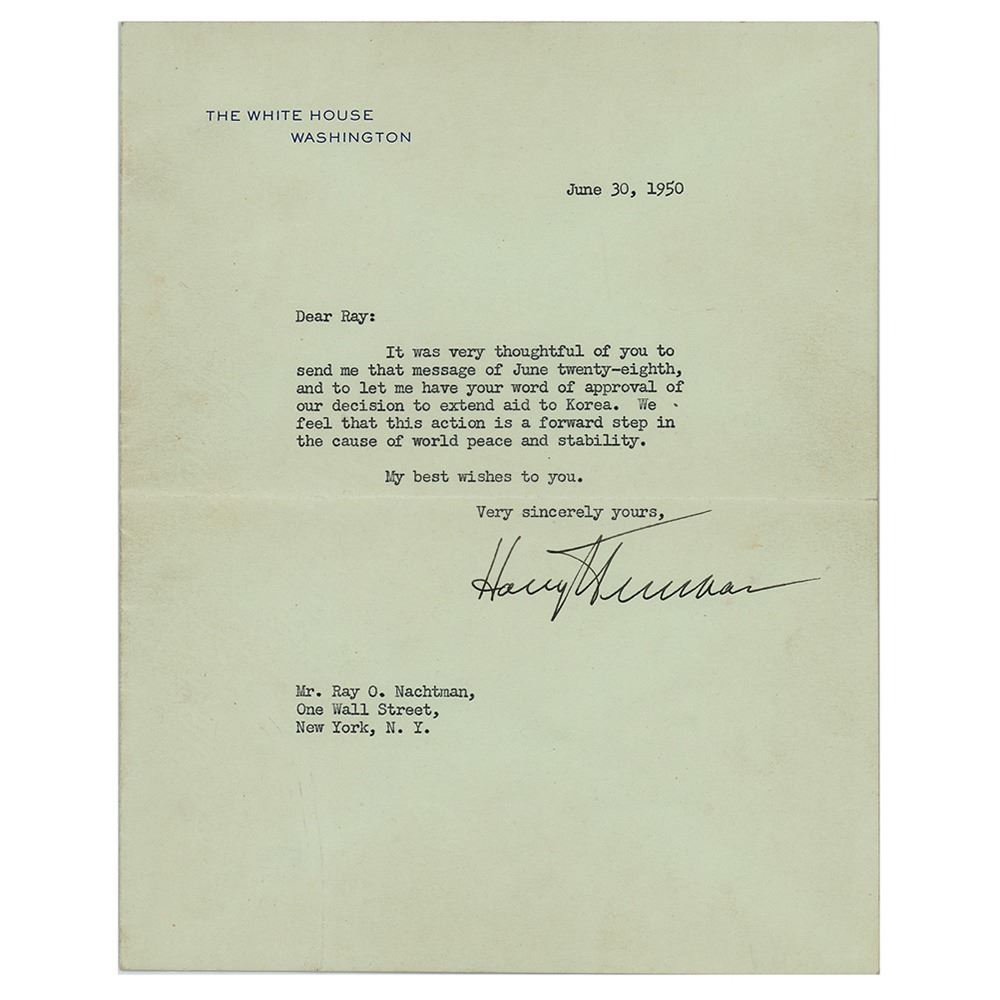 THE WHITE HOUSE
WASHINGTON
June 30, 1950
Dear Ray:
It was very thoughtful of you to
send me that message of June twenty-eighth,
and to let me have your word of approval of
our decision to extend aid to Korea. We
feel that this action is a forward step in
the cause of world peace and stability.
My best wishes to you.
Very sincerely yours,
Harry Truman
Mr. Ray O. Nachtman,
One Wall Street,
New York, N. Y.